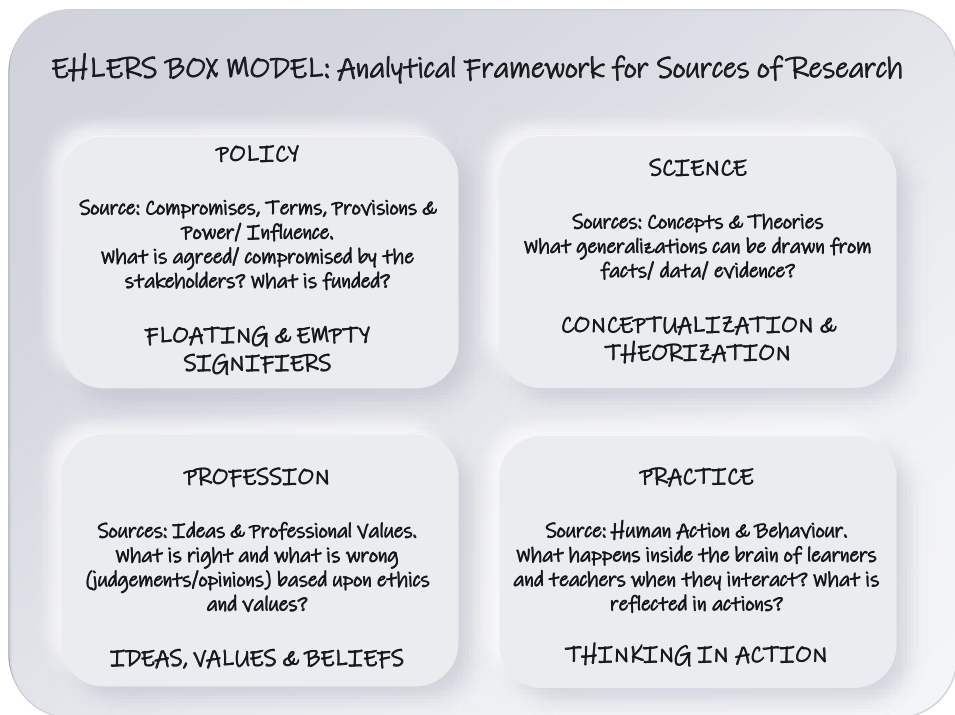 EHLERS BOX MODEL: Analytical Framework for Sources of Research
POLICY
Source: Compromises, Terms, Provisions &
Power/ Influence.
What is agreed/ compromised by the
stakeholders? What is funded?
FLOATING & EMPTY
SIGNIFIERS
SCIENCE
Sources: Concepts & Theories
What generalizations can be drawn from
facts/ data/ evidence?
CONCEPTUALIZATION &
THEORIZATION
PROFESSION
Sources: Ideas & Professional Values.
What is right and what is wrong
(judgements/opinions) based upon ethics
and values?
IDEAS, VALUES & BELIEFS
PRACTICE
Source: Human Action & Behaviour.
What happens inside the brain of learners
and teachers when they interact? What is
reflected in actions?
THINKING IN ACTION